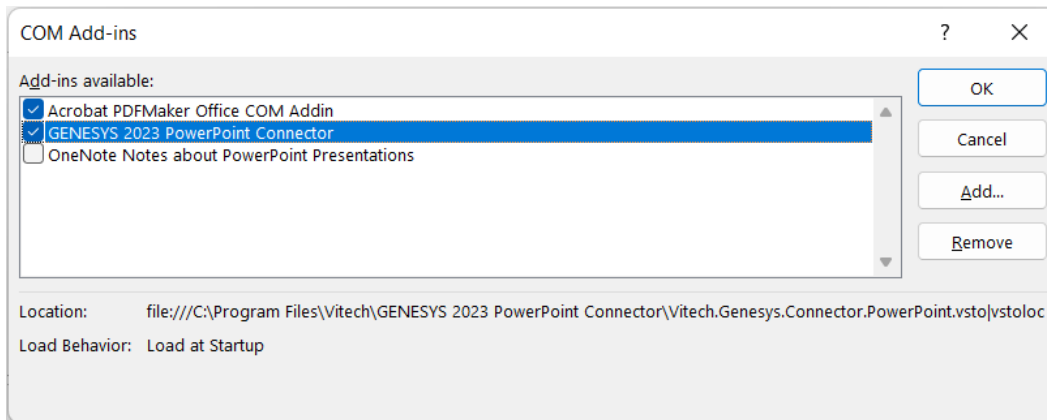 COM Add-ins
?
Add-ins available:
Acrobat PDFMaker Office COM Addin
GENESYS 2023 PowerPoint Connector
OneNote Notes about PowerPoint Presentations
OK
Cancel
Add...
Remove
Location: file:///C:\Program Files\Vitech\GENESYS 2023 PowerPoint Connector\Vitech.Genesys.Connector.PowerPoint.vsto|vstoloc
Load Behavior: Load at Startup